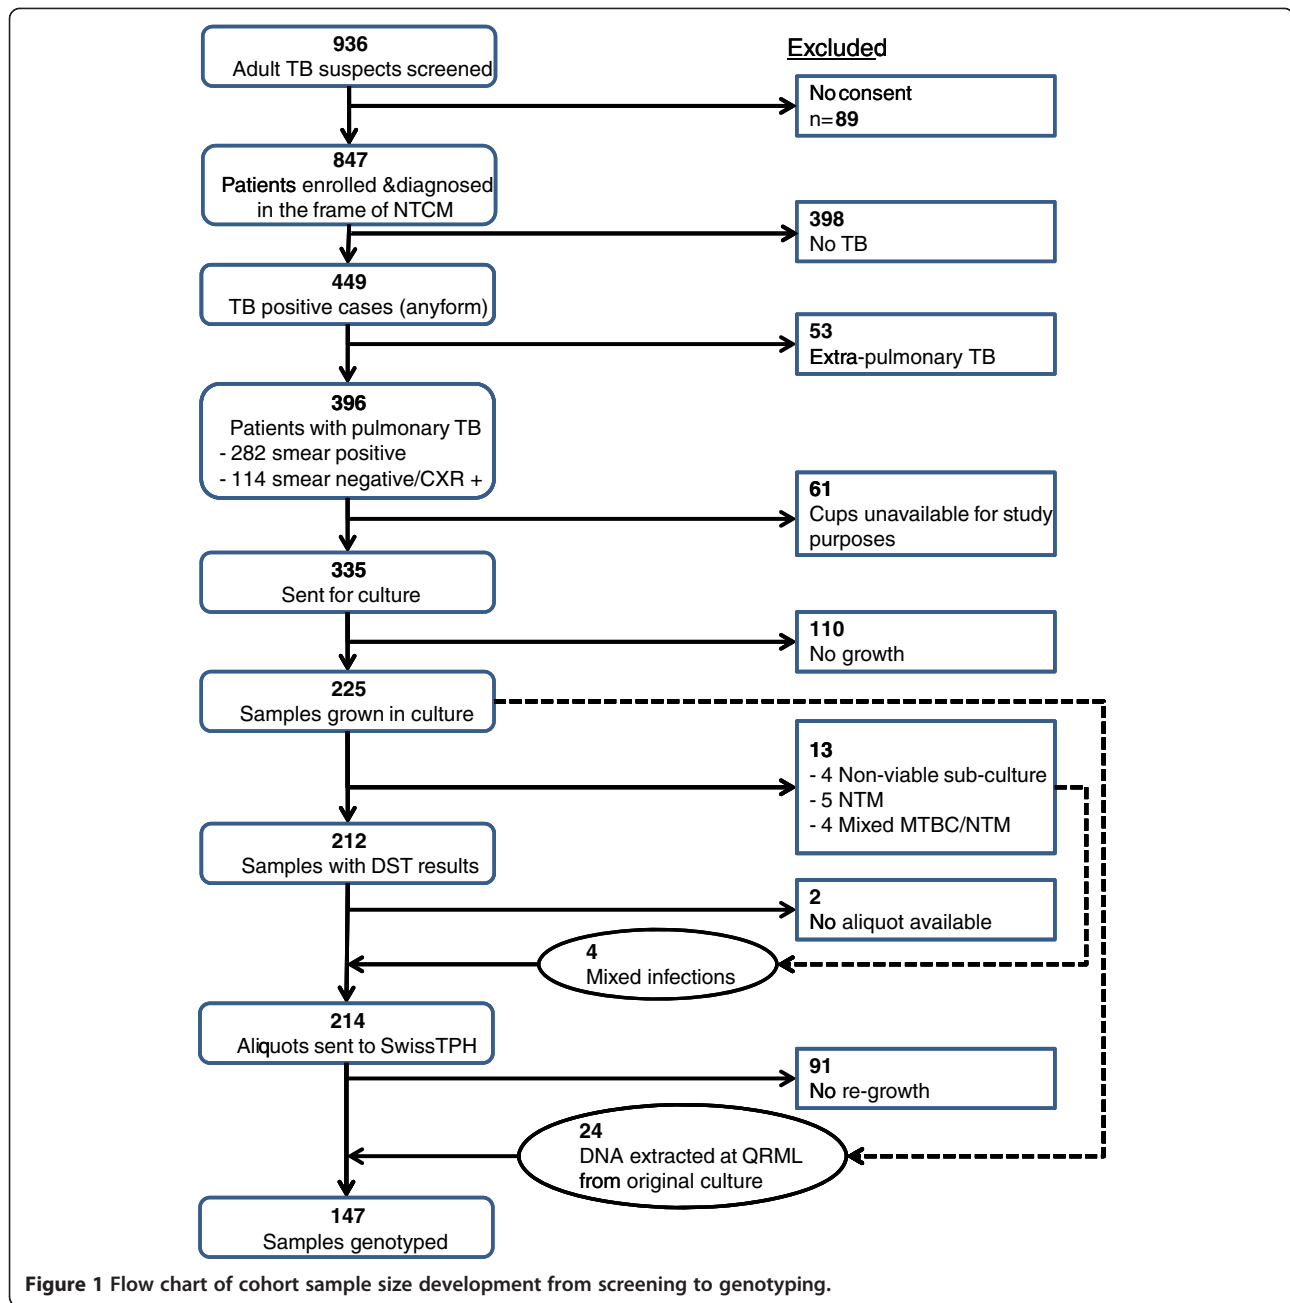 936
Adult TB suspects screened
Excluded
No consent
n=89
847
Patients enrolled &diagnosed
in the frame of NTCM
398
No TB
449
TB positive cases (anyform)
53
Extra-pulmonary TB
396
Patients with pulmonary TB
- 282 smear positive
- 114 smear negative/CXR +
61
Cups unavailable for study
purposes
335
Sent for culture
110
No growth
225
Samples grown in culture
13
- 4 Non-viable sub-culture
- 5 NTM
- 4 Mixed MTBC/NTM
212
Samples with DST results
2
No aliquot available
4
Mixed infections
214
Aliquots sent to SwissTPH
91
No re-growth
24
DNA extracted at QRML
from original culture
147
Samples genotyped
Figure 1 Flow chart of cohort sample size development from screening to genotyping.